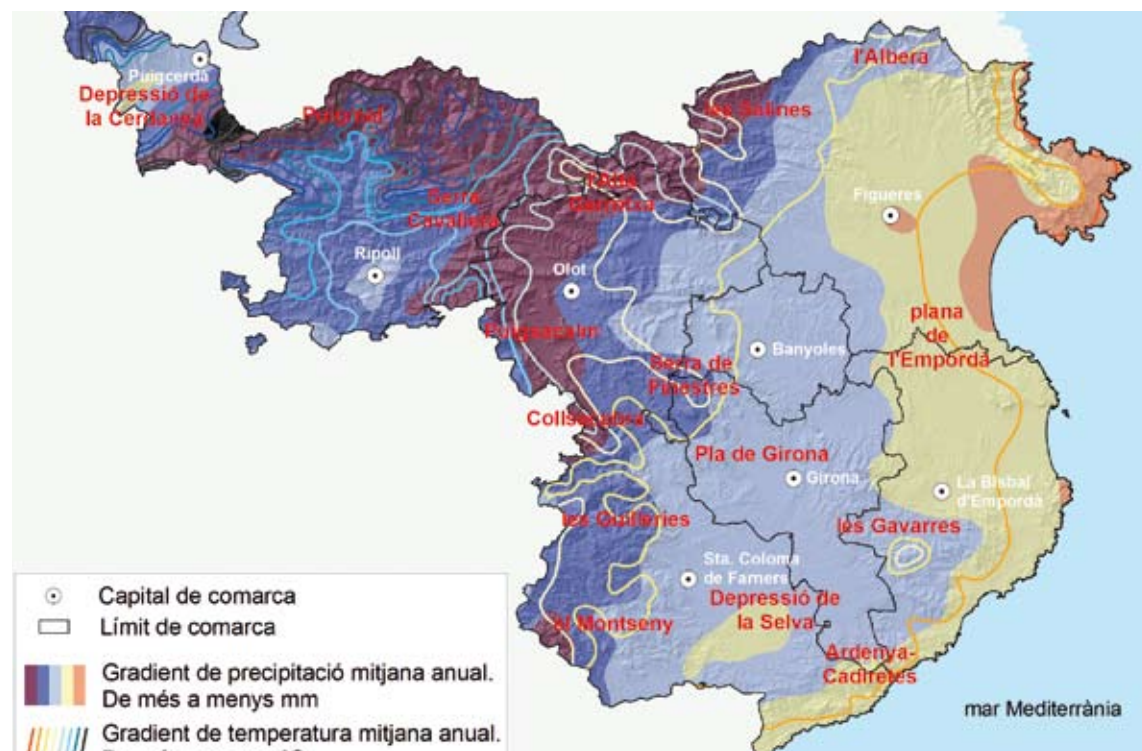 l'Albera
Puigcerdà
Depressió de
la Cerdanya
les Salines
Puigmal
l'Alta
Garrotxa
Serra
Cavallera
Figueres
Ripoll
Olot
plana
de
l'Empordà
Puigsacalm
Banyoles
Serra de
Finestres
Collsacabra
Pla de Girona
Girona
La Bisbal
d'Empordà
les Guilleries
les Gavarres
Sta. Coloma
de Farners
Depressió de
la Selva
el Montseny
Ardenya-
Cadiretes
mar Mediterrània
Capital de comarca
Límit de comarca
Gradient de precipitació mitjana anual.
De més a menys mm
Gradient de temperatura mitjana anual.